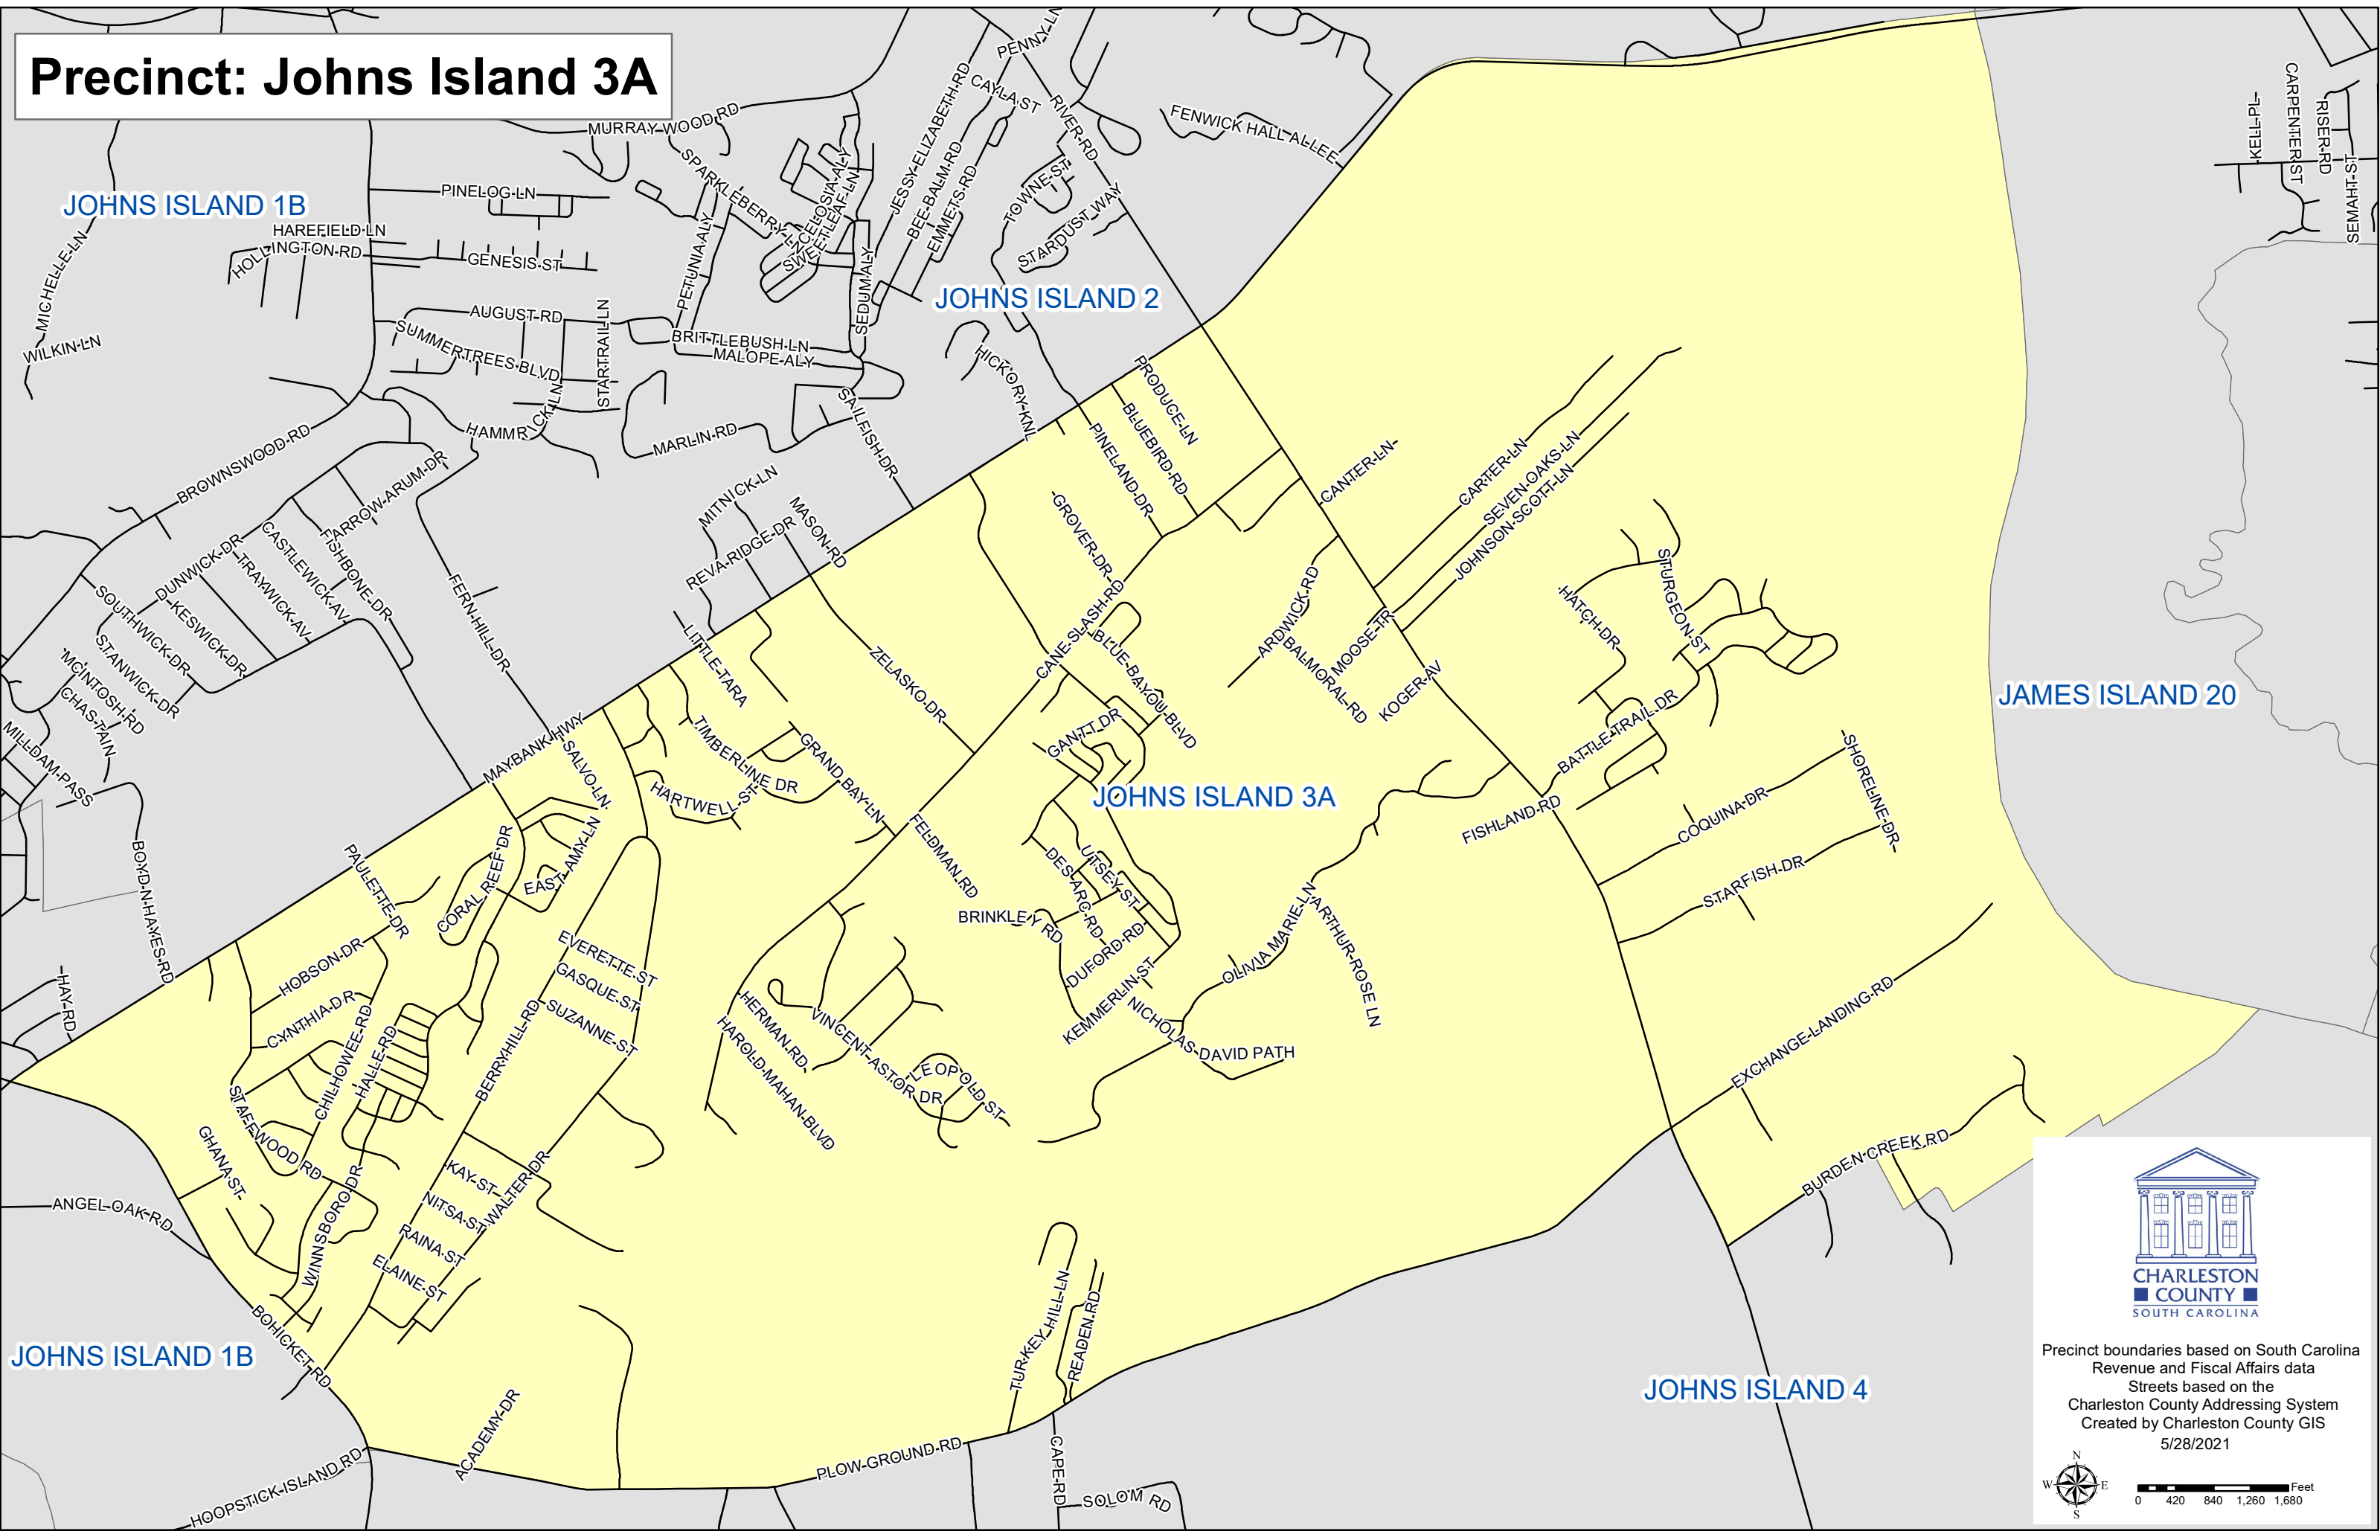 Precinct: Johns Island 3A
PENNY LN
CAYLA ST
RIVER RD
FENWICK HALL ALLEE
JESSY ELIZABETH RD
BEE BALM RD
EMMETS RD
TOWNE ST
STARDUST WAY
MURRAY WOOD RD
SPARKLEBERRY LN
CELOSIA ALY
SWEETLEAF LN
PETUNIA ALY
SEDUM ALY
PINELOG LN
HAREFIELD LN
HOLLINGTON RD
GENESIS ST
AUGUST RD
SUMMERTREES BLVD
STARTRAIL LN
BRITTLEBUSH LN
MALOPE ALY
JOHNS ISLAND 1B
MICHELLE LN
WILKIN LN
JOHNS ISLAND 2
KELL PL
CARPENTER ST
RISER RD
SEMAHT ST
HICKORY KNL
PRODUCE LN
BLUEBIRD RD
PINELAND DR
HAMMRICK LN
MARLIN RD
SAILFISH DR
BROWNSWOOD RD
ARROW ARUM DR
FISHBONE DR
CASTLEWICK AV
TRAYWICK AV
DUNWICK DR
KESWICK DR
SOUTHWICK DR
STANWICK DR
MCINTOSH RD
CHASTAIN
MILLDAM PASS
FERN HILL DR
MITNICK LN
REVA RIDGE DR
MASON RD
GROVER DR
CANTER LN
CARTER LN
SEVEN OAKS LN
JOHNSON SCOTT LN
ARDWICK RD
BALMORAL RD
MOOSE TR
KOGER AV
HATCH DR
STURGEON ST
BATTLE TRAIL DR
JAMES ISLAND 20
CANE SLASH RD
BLUE BAYOU BLVD
GANTT DR
LITTLE TARA
ZELASKO DR
MAYBANK HWY
SALVO LN
TIMBERLINE DR
HARTWELL ST
GRAND BAY LN
FELDMAN RD
JOHNS ISLAND 3A
FISHLAND RD
COQUINA DR
SHORELINE DR
STARFISH DR
BOYD N HAYES RD
PAULETTE DR
CORAL REEF DR
EAST AMY LN
UTSEY ST
DES ARC RD
BRINKLEY RD
DUFORD RD
KEMMERLIN ST
OLIVIA MARIE LN
ARTHUR ROSE LN
NICHOLAS DAVID PATH
HAY RD
HOBSON DR
CYNTHIA DR
CHILHOWEE RD
HALLE RD
EVERETTE ST
GASQUE ST
SUZANNE ST
BERRYHILL RD
HERMAN RD
HAROLD MAHAN BLVD
VINCENT ASTOR DR
LEOPOLD ST
EXCHANGE LANDING RD
BURDEN CREEK RD
STAFFWOOD RD
GHANA ST
WINNSBORO DR
KAY ST
NITSA ST
WALTER DR
RAINA ST
ELAINE ST
ANGEL OAK RD
BOHICKET RD
JOHNS ISLAND 1B
ACADEMY DR
HOOPSTICK ISLAND RD
PLOW GROUND RD
TURKEY HILL LN
READEN RD
CAPE RD
SOLOM RD
JOHNS ISLAND 4
CHARLESTON
COUNTY
SOUTH CAROLINA
Precinct boundaries based on South Carolina
Revenue and Fiscal Affairs data
Streets based on the
Charleston County Addressing System
Created by Charleston County GIS
5/28/2021
N
W E
S
Feet
0 420 840 1,260 1,680